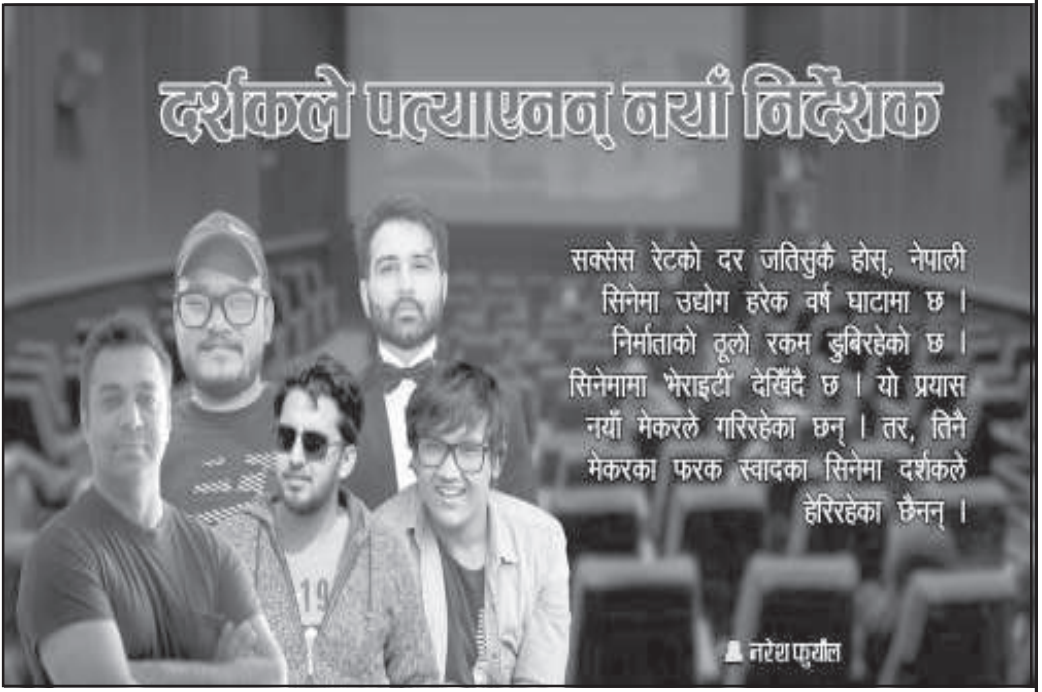 दर्शकले पत्याएनन् नयाँ निर्देशक
सक्सेस रेटको दर जतिसुकै होस्, नेपाली
सिनेमा उद्योग हरेक वर्ष घाटामा छ ।
निर्माताको ठूलो रकम डुबिरहेको छ ।
सिनेमामा 'भेराइटी' देखिँदै छ । यो प्रयास
नयाँ मेकरले गरिरहेका छन् । तर, तिनै
मेकरका फरक स्वादका सिनेमा दर्शकले
हेरिरहेका छैनन् ।
19
नरेश फुयाँल